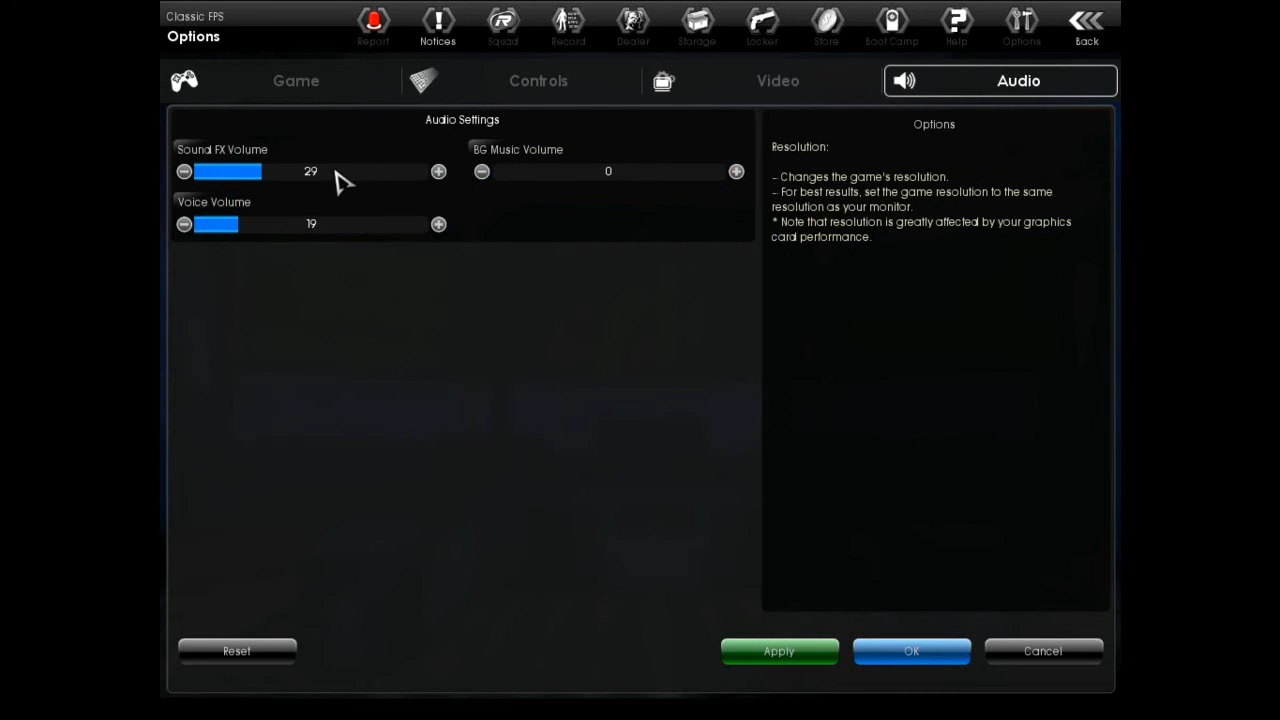 Classic FPS
Options
Report
Notices
Squad
Record
Dealer
Storage
Locker
Store
Boot Camp
Help
Options
Back
Game
Controls
Video
Audio
Audio Settings
Sound FX Volume
BG Music Volume
29
0
Voice Volume
19
Options
Resolution:
- Changes the game's resolution.
- For best results, set the game resolution to the same
resolution as your monitor.
* Note that resolution is greatly affected by your graphics
card performance.
Reset
Apply
OK
Cancel